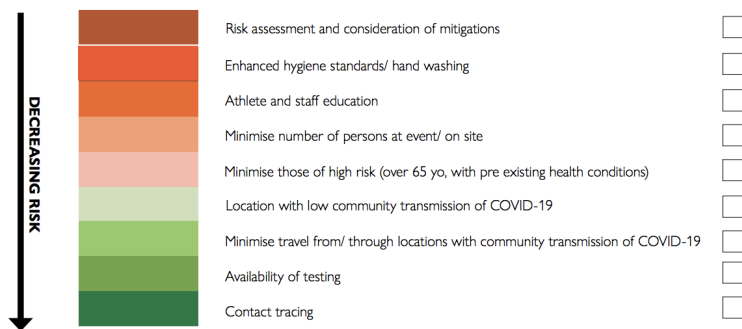 DECREASING RISK
Risk assessment and consideration of mitigations
Enhanced hygiene standards/ hand washing
Athlete and staff education
Minimise number of persons at event/ on site
Minimise those of high risk (over 65 yo, with pre existing health conditions)
Location with low community transmission of COVID-19
Minimise travel from/ through locations with community transmission of COVID-19
Availability of testing
Contact tracing